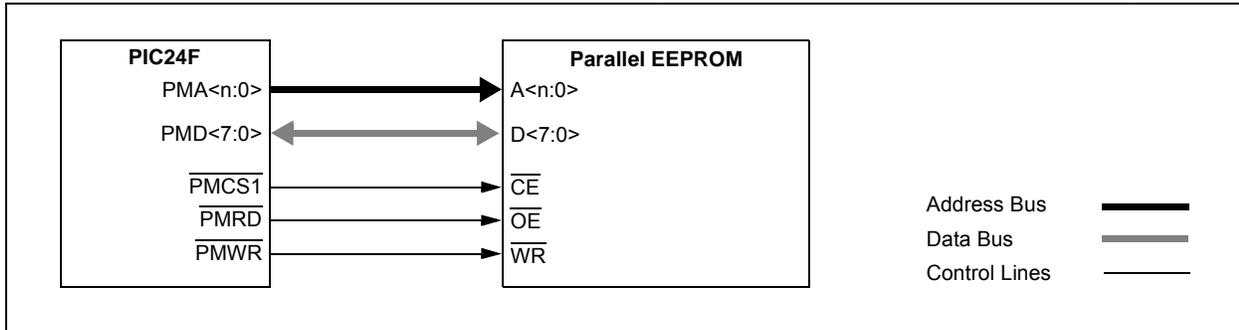 PIC24F
Parallel EEPROM
PMA<n:0>
A<n:0>
PMD<7:0>
D<7:0>
PMCS1
CE
PMRD
OE
PMWR
WR
Address Bus
Data Bus
Control Lines